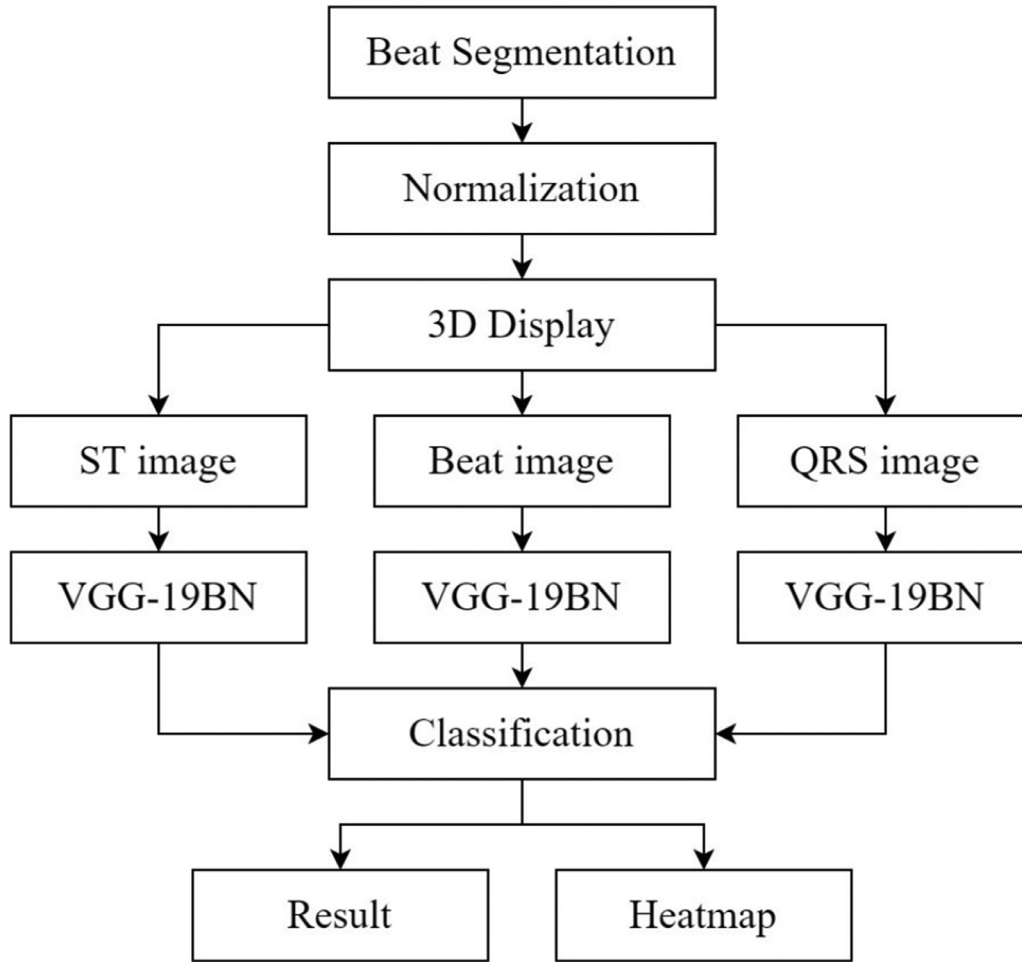 Beat Segmentation
Normalization
3D Display
ST image
Beat image
QRS image
VGG-19BN
VGG-19BN
VGG-19BN
Classification
Result
Heatmap